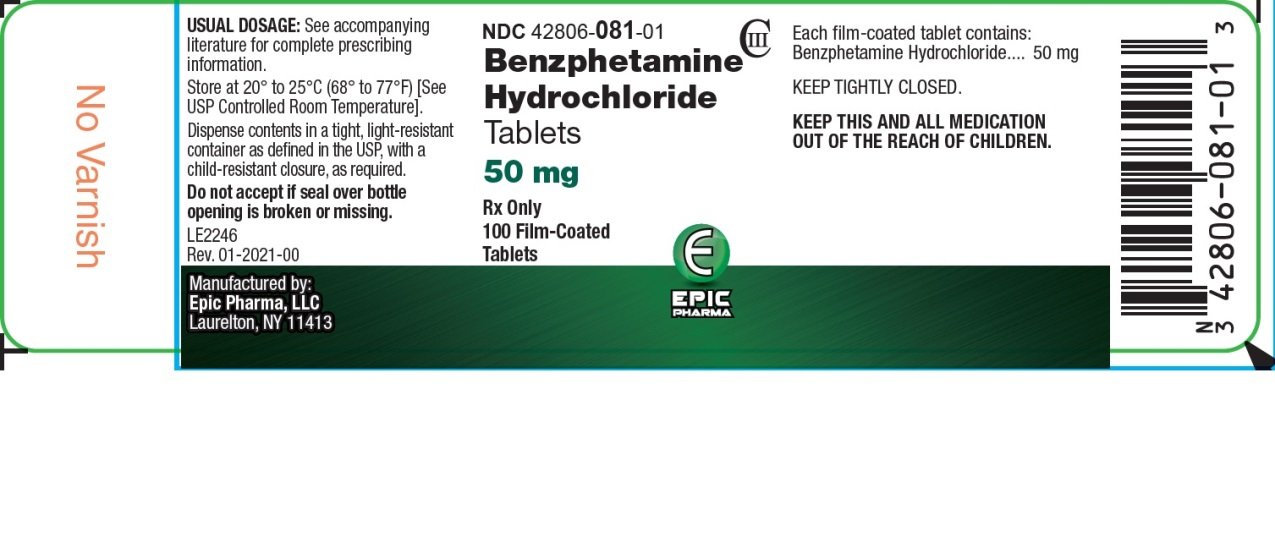 No Varnish
USUAL DOSAGE: See accompanying
literature for complete prescribing
information.
Store at 20° to 25°C (68° to 77°F) [See
USP Controlled Room Temperature].
Dispense contents in a tight, light-resistant
container as defined in the USP, with a
child-resistant closure, as required.
Do not accept if seal over bottle
opening is broken or missing.
LE2246
Rev. 01-2021-00
Manufactured by:
Epic Pharma, LLC
Laurelton, NY 11413
NDC 42806-081-01
CIII
Benzphetamine
Hydrochloride
Tablets
50 mg
Rx Only
100 Film-Coated
Tablets
E
EPIC
PHARMA
Each film-coated tablet contains:
Benzphetamine Hydrochloride.... 50 mg
KEEP TIGHTLY CLOSED.
KEEP THIS AND ALL MEDICATION
OUT OF THE REACH OF CHILDREN.
N
3 42806-081-01 3